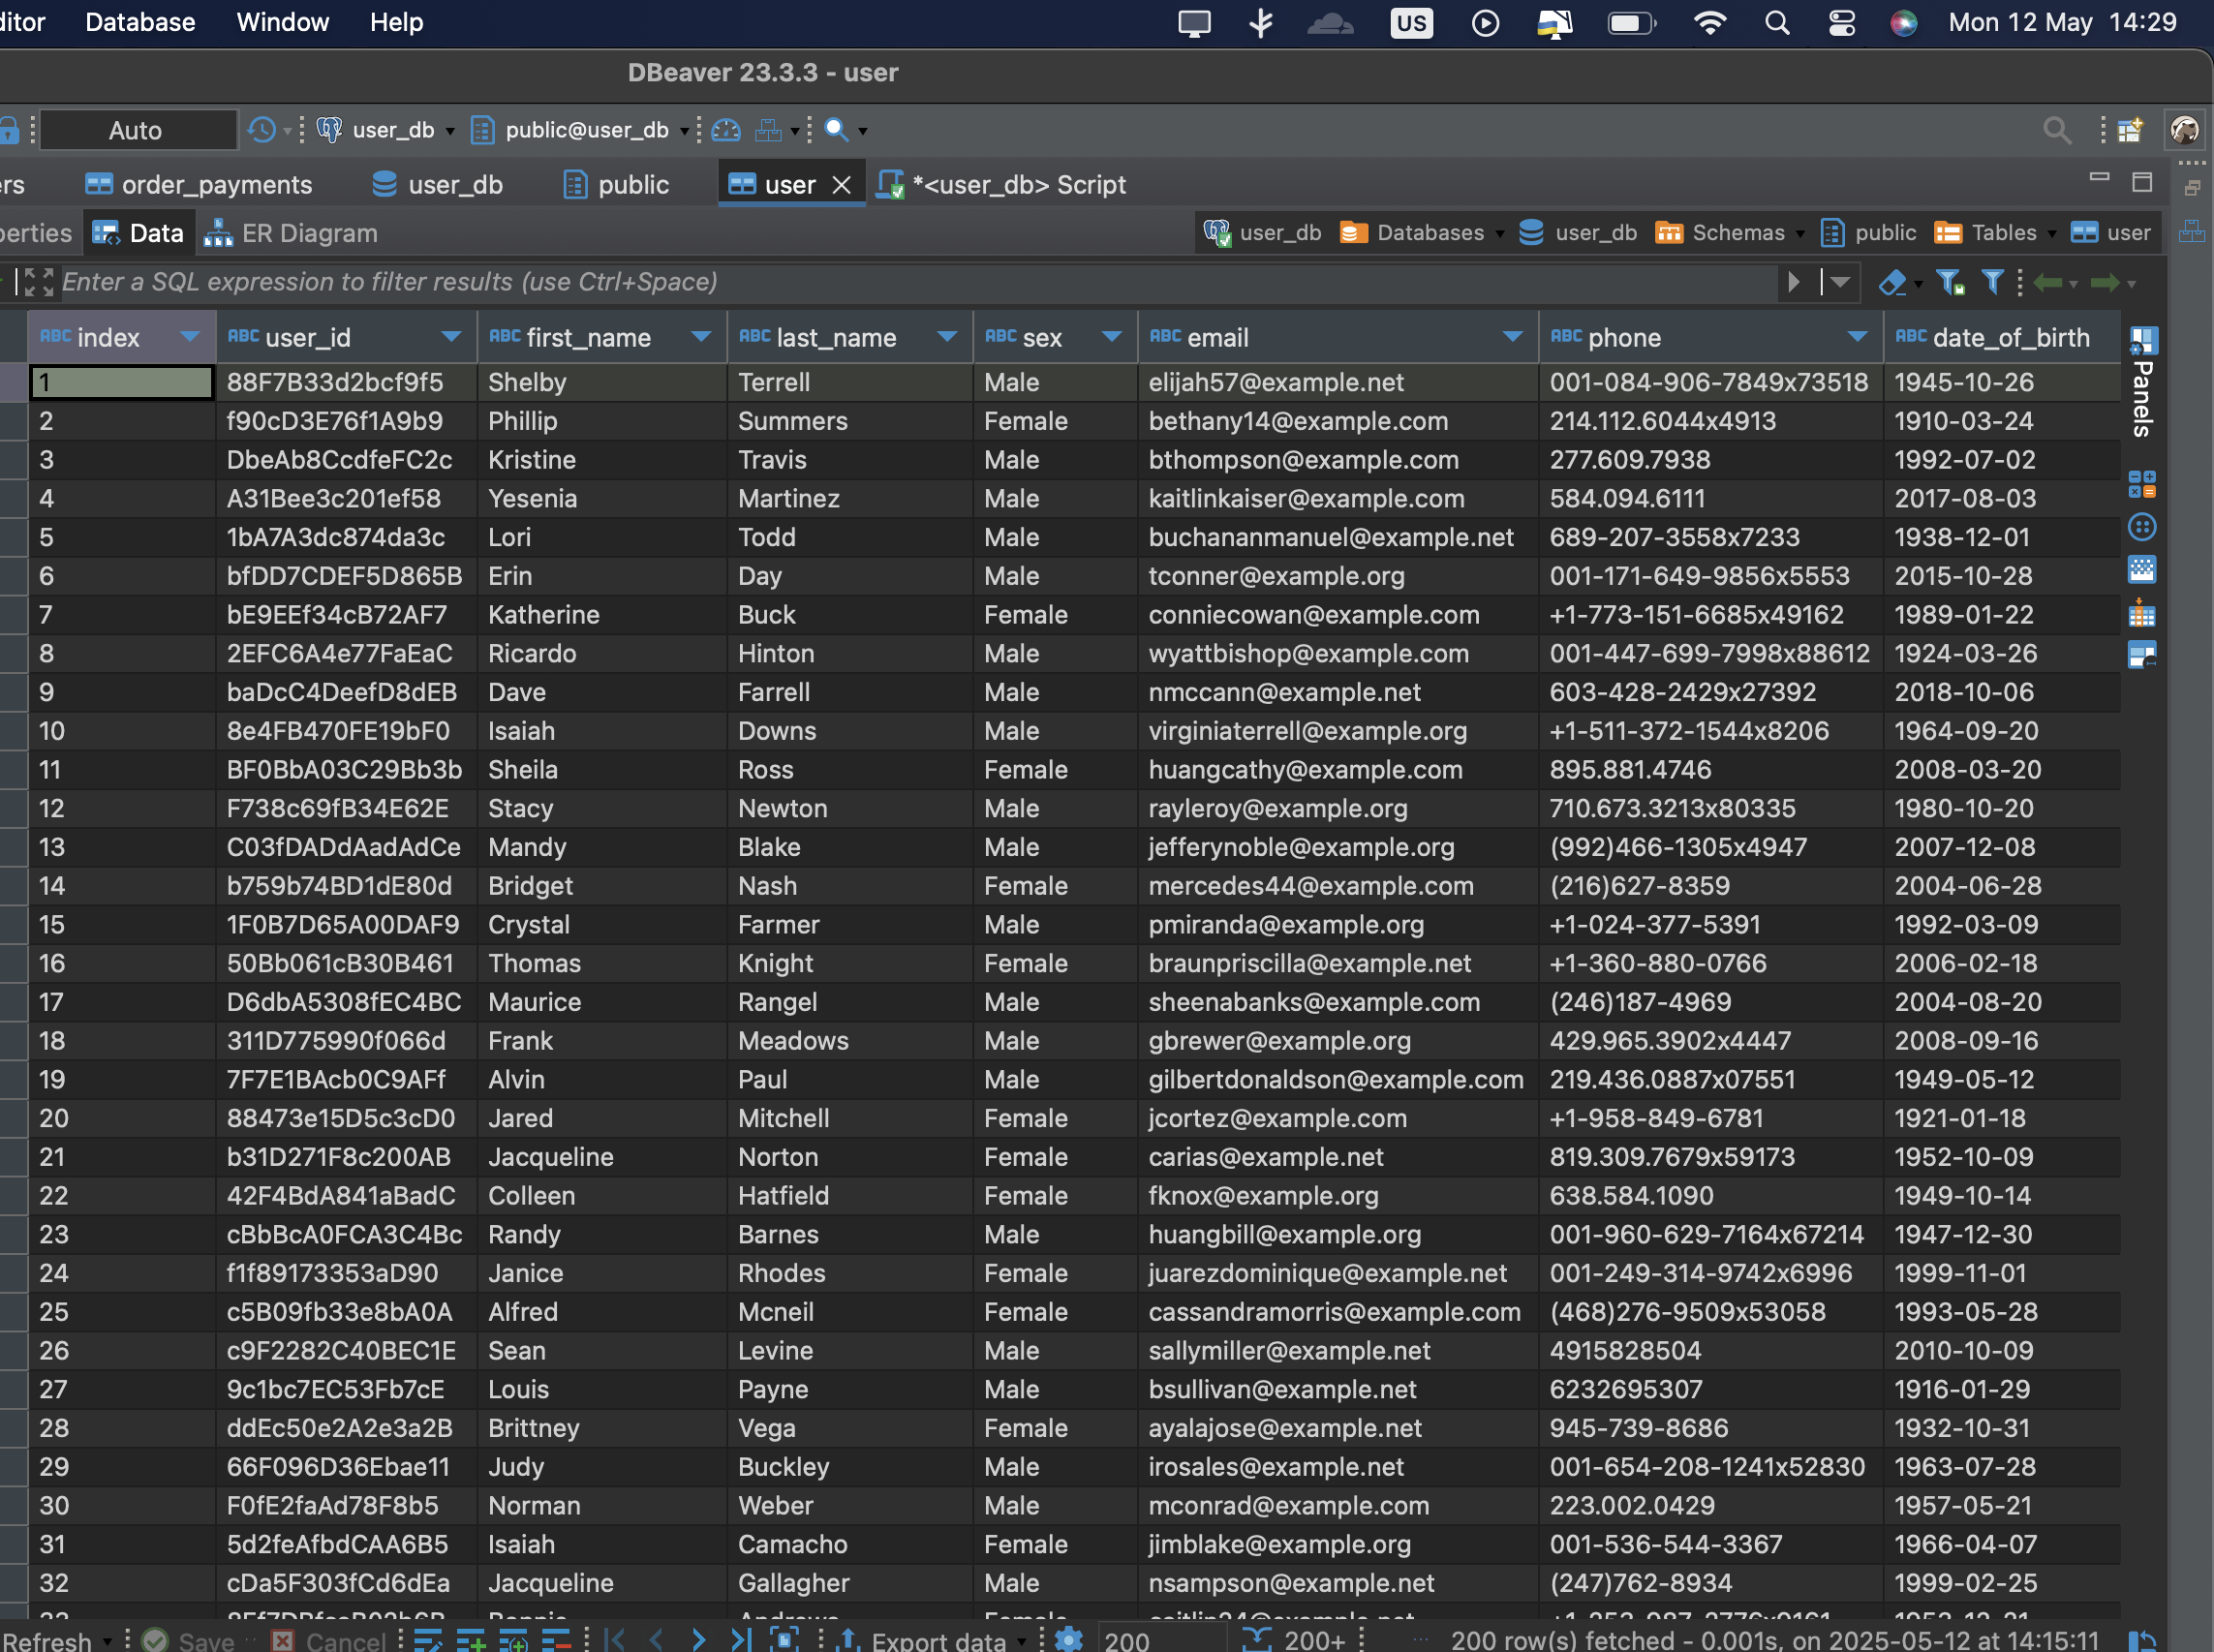 ditor Database Window Help US Mon 12 May 14:29
DBeaver 23.3.3 - user
Auto user_db public@user_db
ers order_payments user_db public user *<user_db> Script
perties Data ER Diagram user_db Databases user_db Schemas public Tables user
Enter a SQL expression to filter results (use Ctrl+Space)
ABC index ABC user_id ABC first_name ABC last_name ABC sex ABC email ABC phone ABC date_of_birth
Panels
1 88F7B33d2bcf9f5 Shelby Terrell Male elijah57@example.net 001-084-906-7849x73518 1945-10-26
2 f90cD3E76f1A9b9 Phillip Summers Female bethany14@example.com 214.112.6044x4913 1910-03-24
3 DbeAb8CcdfeFC2c Kristine Travis Male bthompson@example.com 277.609.7938 1992-07-02
4 A31Bee3c201ef58 Yesenia Martinez Male kaitlinkaiser@example.com 584.094.6111 2017-08-03
5 1bA7A3dc874da3c Lori Todd Male buchananmanuel@example.net 689-207-3558x7233 1938-12-01
6 bfDD7CDEF5D865B Erin Day Male tconner@example.org 001-171-649-9856x5553 2015-10-28
7 bE9EEf34cB72AF7 Katherine Buck Female conniecowan@example.com +1-773-151-6685x49162 1989-01-22
8 2EFC6A4e77FaEaC Ricardo Hinton Male wyattbishop@example.com 001-447-699-7998x88612 1924-03-26
9 baDcC4DeefD8dEB Dave Farrell Male nmccann@example.net 603-428-2429x27392 2018-10-06
10 8e4FB470FE19bF0 Isaiah Downs Male virginiaterrell@example.org +1-511-372-1544x8206 1964-09-20
11 BF0BbA03C29Bb3b Sheila Ross Female huangcathy@example.com 895.881.4746 2008-03-20
12 F738c69fB34E62E Stacy Newton Male rayleroy@example.org 710.673.3213x80335 1980-10-20
13 C03fDADdAadAdCe Mandy Blake Male jefferynoble@example.org (992)466-1305x4947 2007-12-08
14 b759b74BD1dE80d Bridget Nash Female mercedes44@example.com (216)627-8359 2004-06-28
15 1F0B7D65A00DAF9 Crystal Farmer Male pmiranda@example.org +1-024-377-5391 1992-03-09
16 50Bb061cB30B461 Thomas Knight Female braunpriscilla@example.net +1-360-880-0766 2006-02-18
17 D6dbA5308fEC4BC Maurice Rangel Male sheenabanks@example.com (246)187-4969 2004-08-20
18 311D775990f066d Frank Meadows Male gbrewer@example.org 429.965.3902x4447 2008-09-16
19 7F7E1BAcb0C9AFf Alvin Paul Male gilbertdonaldson@example.com 219.436.0887x07551 1949-05-12
20 88473e15D5c3cD0 Jared Mitchell Female jcortez@example.com +1-958-849-6781 1921-01-18
21 b31D271F8c200AB Jacqueline Norton Female carias@example.net 819.309.7679x59173 1952-10-09
22 42F4BdA841aBadC Colleen Hatfield Female fknox@example.org 638.584.1090 1949-10-14
23 cBbBcA0FCA3C4Bc Randy Barnes Male huangbill@example.org 001-960-629-7164x67214 1947-12-30
24 f1f89173353aD90 Janice Rhodes Female juarezdominique@example.net 001-249-314-9742x6996 1999-11-01
25 c5B09fb33e8bA0A Alfred Mcneil Female cassandramorris@example.com (468)276-9509x53058 1993-05-28
26 c9F2282C40BEC1E Sean Levine Male sallymiller@example.net 4915828504 2010-10-09
27 9c1bc7EC53Fb7cE Louis Payne Male bsullivan@example.net 6232695307 1916-01-29
28 ddEc50e2A2e3a2B Brittney Vega Female ayalajose@example.net 945-739-8686 1932-10-31
29 66F096D36Ebae11 Judy Buckley Male irosales@example.net 001-654-208-1241x52830 1963-07-28
30 F0fE2faAd78F8b5 Norman Weber Male mconrad@example.com 223.002.0429 1957-05-21
31 5d2feAfbdCAA6B5 Isaiah Camacho Female jimblake@example.org 001-536-544-3367 1966-04-07
32 cDa5F303fCd6dEa Jacqueline Gallagher Male nsampson@example.net (247)762-8934 1999-02-25
Refresh Save Cancel Export data 200 200+ 200 row(s) fetched - 0.001s, on 2025-05-12 at 14:15:11